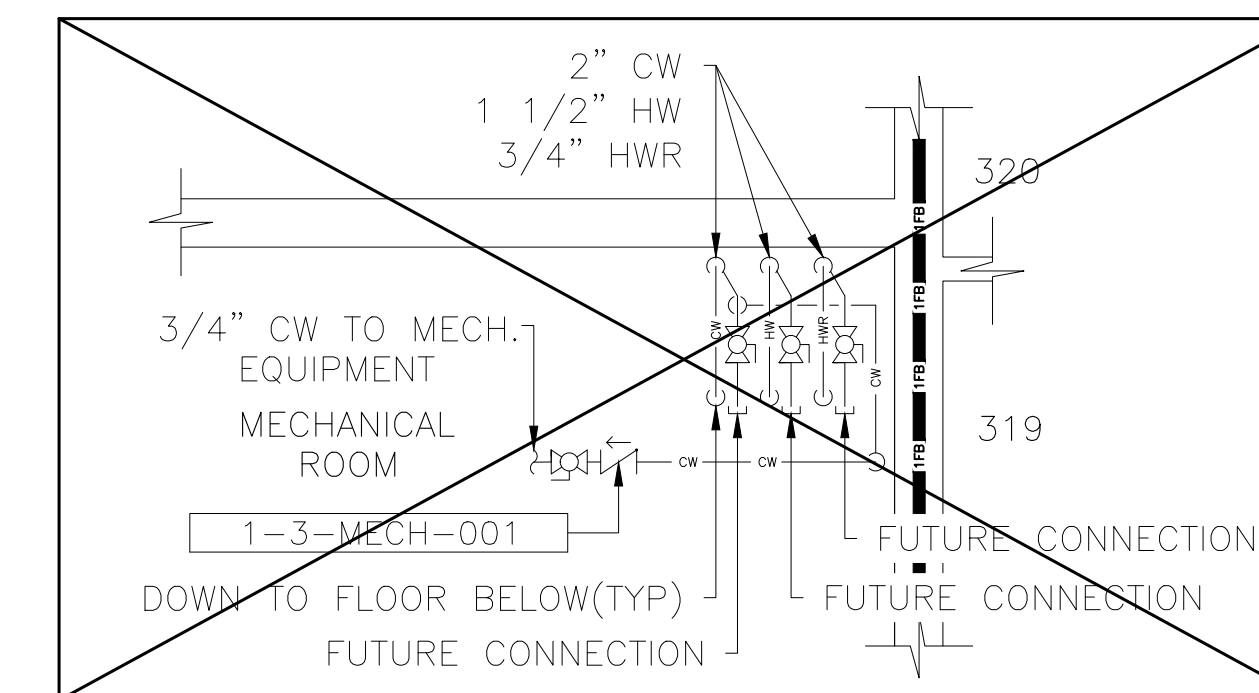 2” CW
1 1/2” HW
3/4” HWR
320
1FB
1FB
1FB
1FB
3/4” CW TO MECH.
EQUIPMENT
CW
HW
HWR
CW
MECHANICAL
ROOM
319
CW
CW
1-3-MECH-001
FUTURE CONNECTION
DOWN TO FLOOR BELOW(TYP)
FUTURE CONNECTION
FUTURE CONNECTION